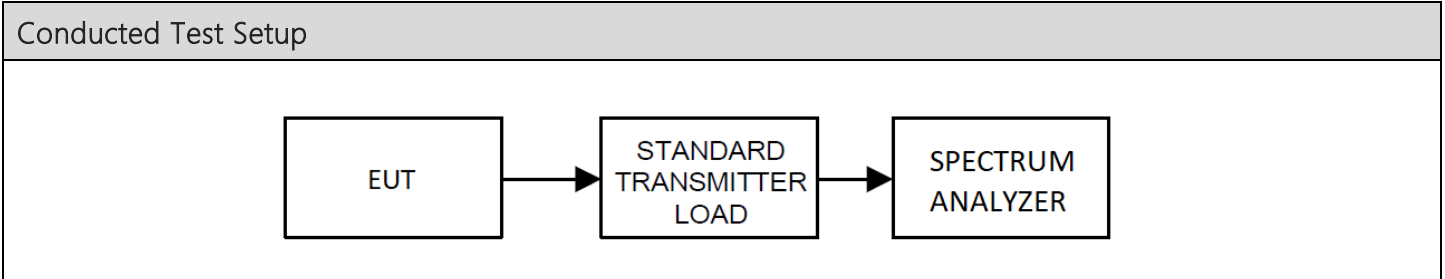 Conducted Test Setup
EUT
STANDARD
TRANSMITTER
LOAD
SPECTRUM
ANALYZER